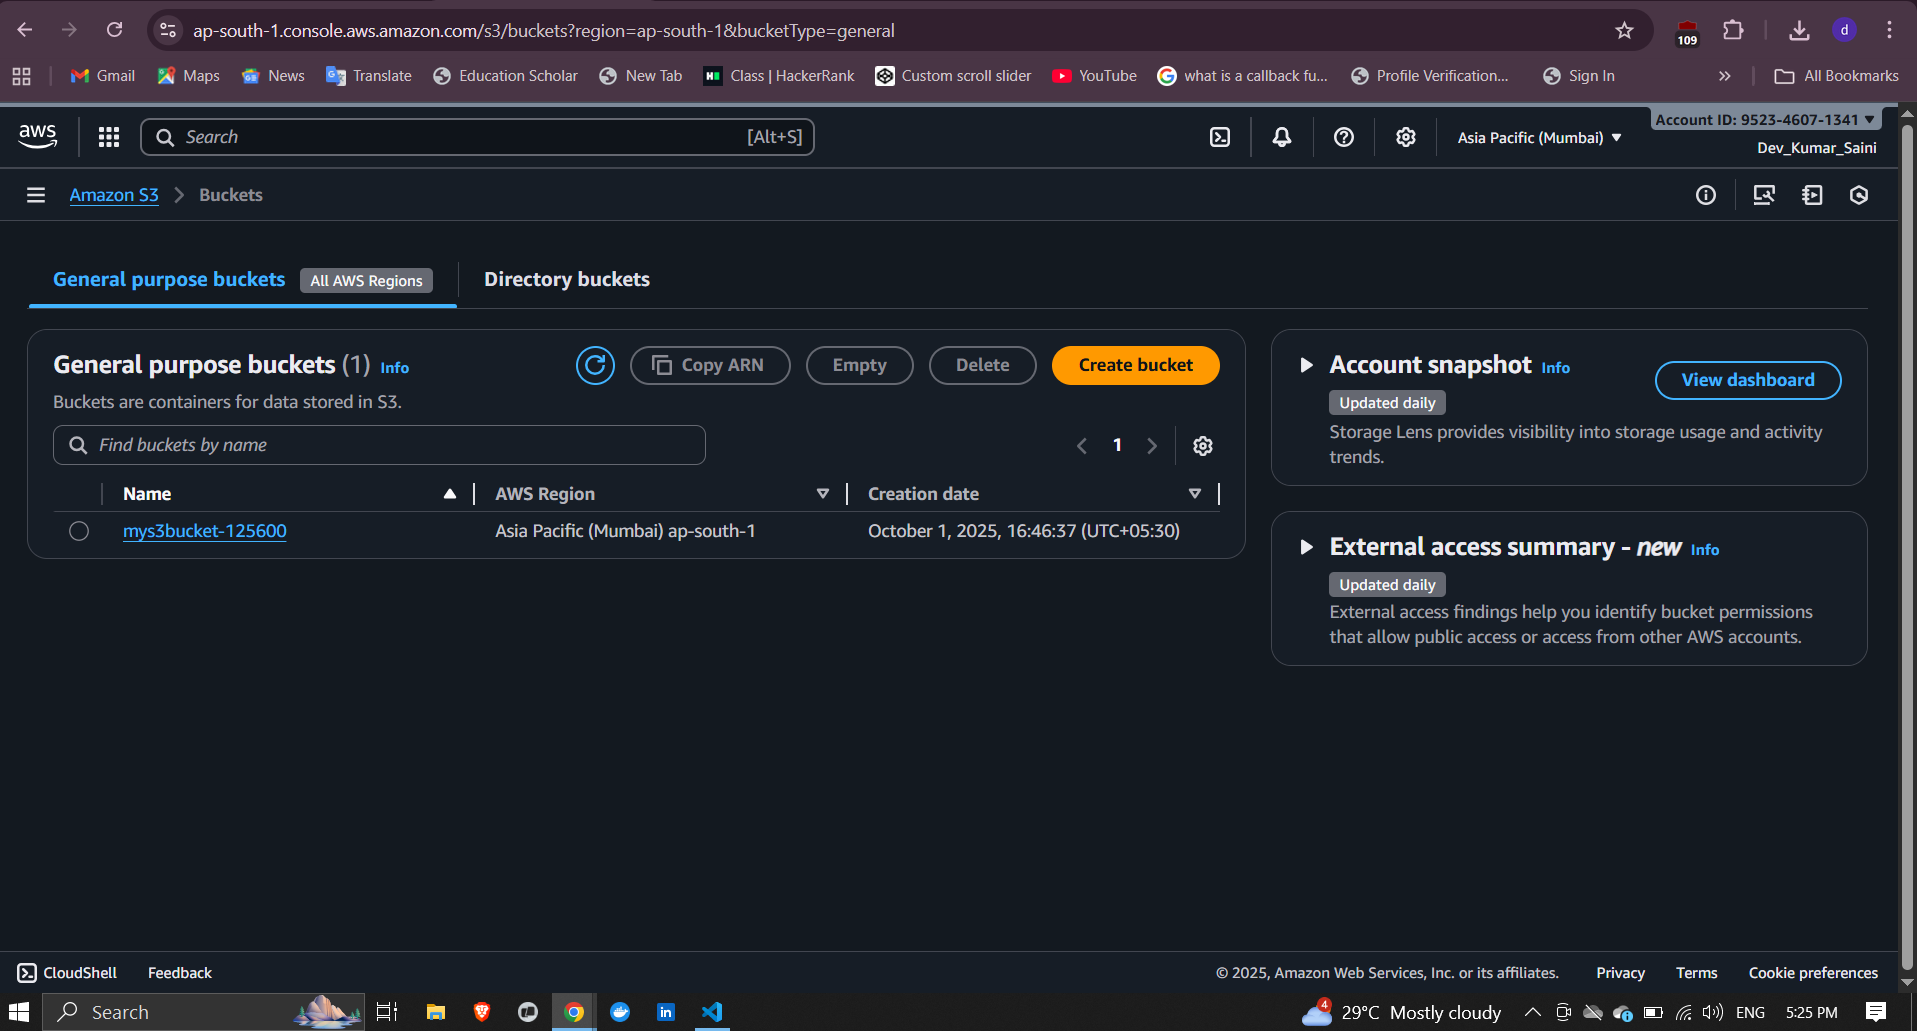 ap-south-1.console.aws.amazon.com/s3/buckets?region=ap-south-1&bucketType=general
109
d
Gmail
Maps
News
Translate
Education Scholar
New Tab
Class | HackerRank
Custom scroll slider
YouTube
what is a callback fu...
Profile Verification...
Sign In
All Bookmarks
aws
Search
[Alt+S]
Asia Pacific (Mumbai)
Account ID: 9523-4607-1341
Dev_Kumar_Saini
Amazon S3
Buckets
General purpose buckets
All AWS Regions
Directory buckets
General purpose buckets (1) Info
Copy ARN
Empty
Delete
Create bucket
Buckets are containers for data stored in S3.
Find buckets by name
1
Name
AWS Region
Creation date
mys3bucket-125600
Asia Pacific (Mumbai) ap-south-1
October 1, 2025, 16:46:37 (UTC+05:30)
Account snapshot Info
View dashboard
Updated daily
Storage Lens provides visibility into storage usage and activity
trends.
External access summary - new Info
Updated daily
External access findings help you identify bucket permissions
that allow public access or access from other AWS accounts.
CloudShell
Feedback
© 2025, Amazon Web Services, Inc. or its affiliates.
Privacy
Terms
Cookie preferences
Search
4
29°C Mostly cloudy
ENG
5:25 PM